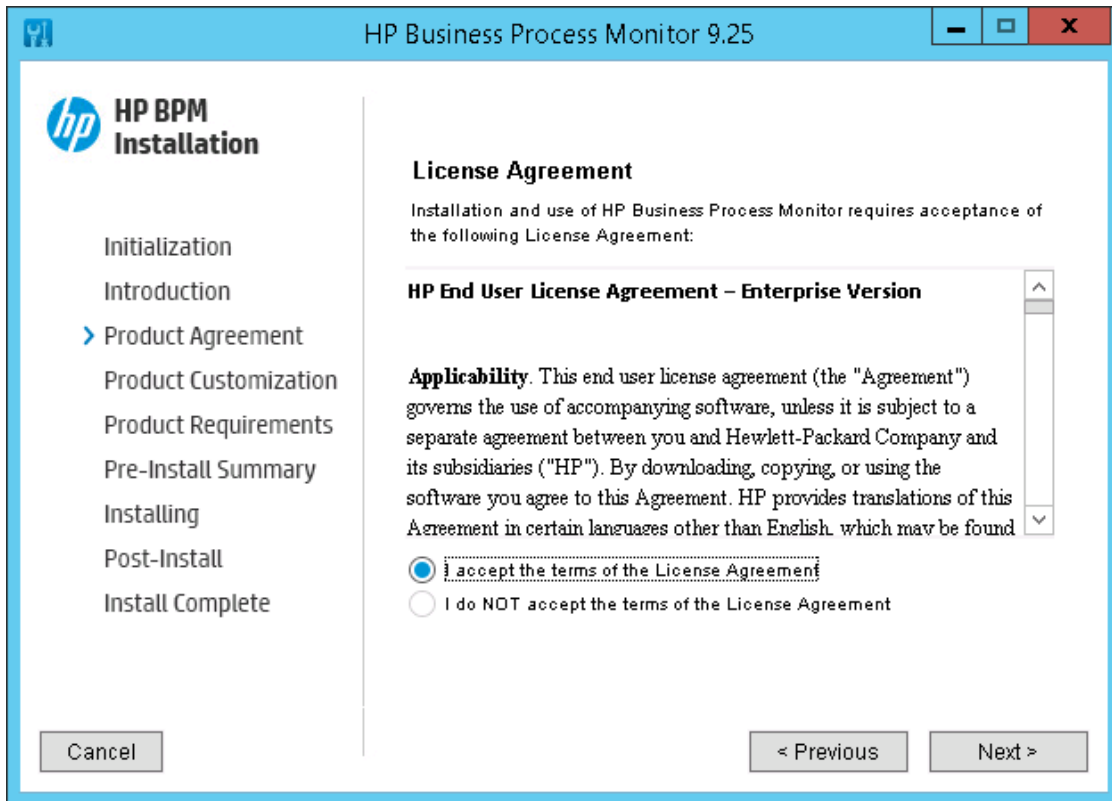 HP Business Process Monitor 9.25
hp
HP BPM
Installation
Initialization
Introduction
Product Agreement
Product Customization
Product Requirements
Pre-Install Summary
Installing
Post-Install
Install Complete
License Agreement
Installation and use of HP Business Process Monitor requires acceptance of
the following License Agreement:
HP End User License Agreement – Enterprise Version
Applicability. This end user license agreement (the "Agreement")
governs the use of accompanying software, unless it is subject to a
separate agreement between you and Hewlett-Packard Company and
its subsidiaries ("HP"). By downloading, copying, or using the
software you agree to this Agreement. HP provides translations of this
Agreement in certain languages other than English, which may be found
I accept the terms of the License Agreement
I do NOT accept the terms of the License Agreement
Cancel
< Previous
Next >